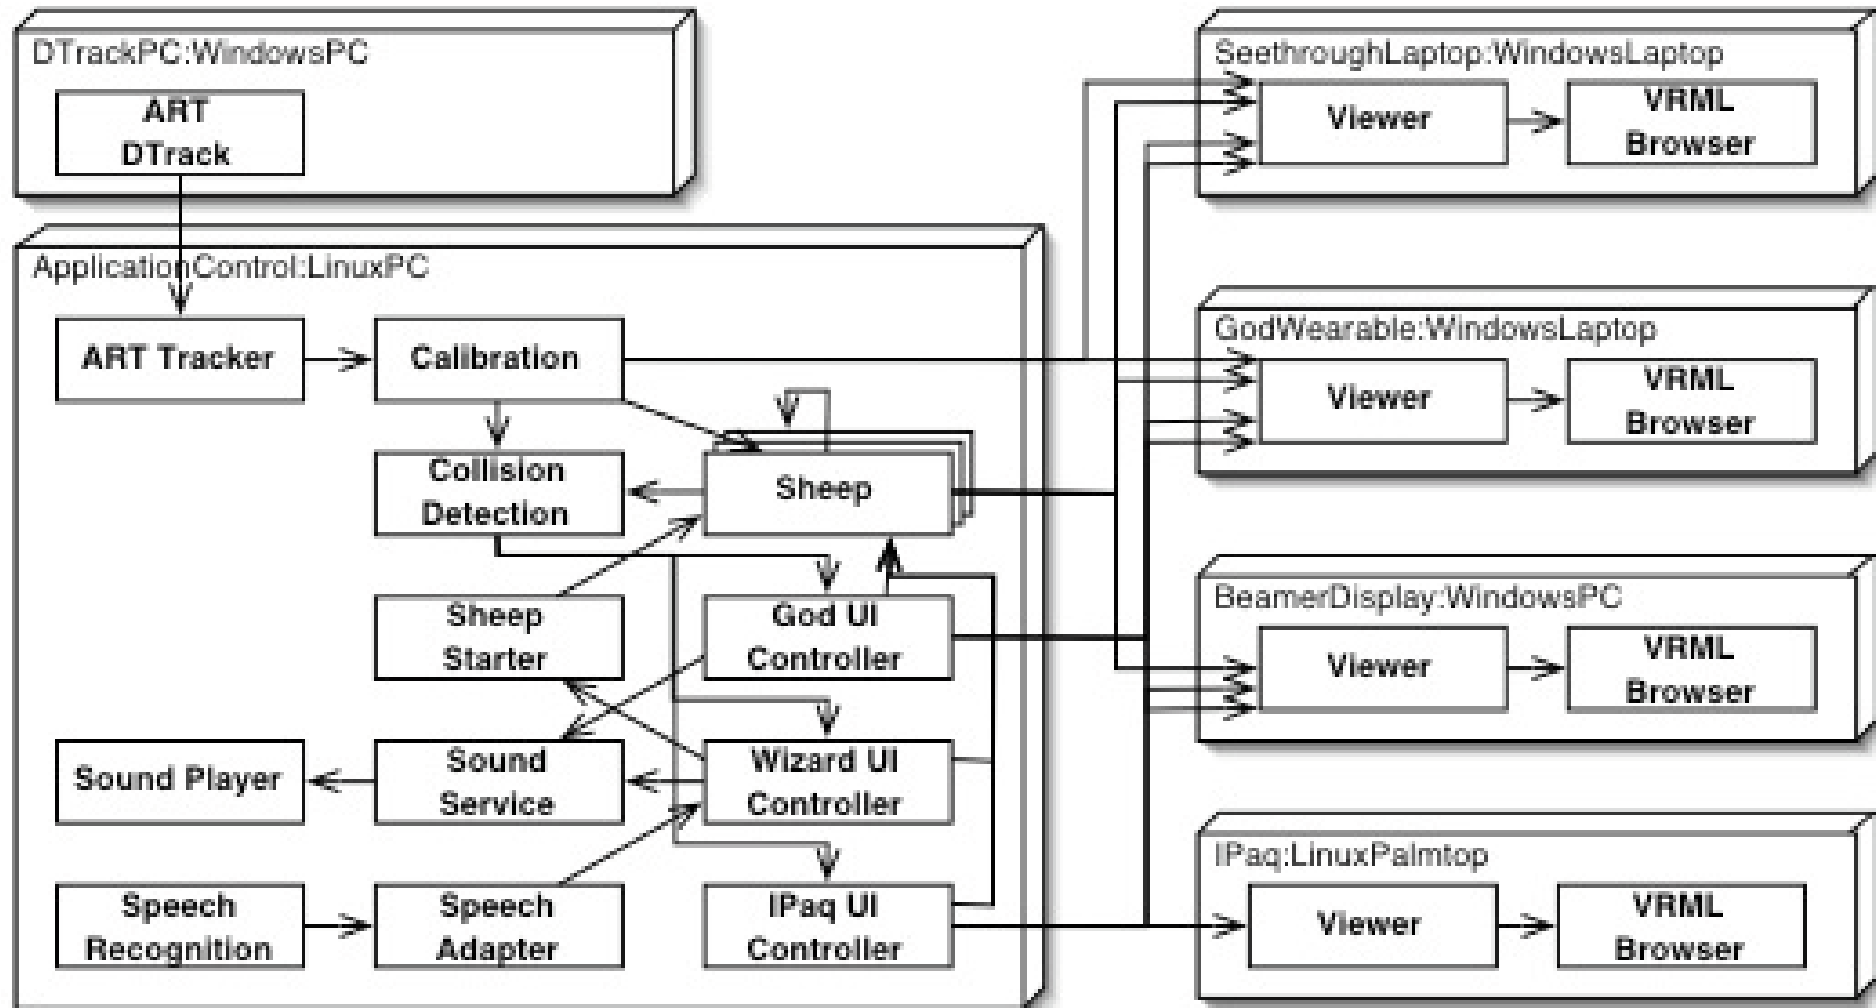 DTrackPC:WindowsPC
ART
DTrack
ApplicationControl:LinuxPC
ART Tracker
Calibration
Collision
Detection
Sheep
Sheep
Starter
God UI
Controller
Sound Player
Sound
Service
Wizard UI
Controller
Speech
Recognition
Speech
Adapter
IPaq UI
Controller
SeethroughLaptop:WindowsLaptop
Viewer
VRML
Browser
GodWearable:WindowsLaptop
Viewer
VRML
Browser
BeamerDisplay:WindowsPC
Viewer
VRML
Browser
IPaq:LinuxPalmtop
Viewer
VRML
Browser